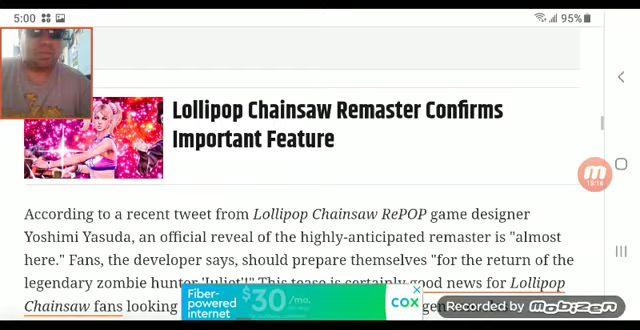 5:00
95%
Lollipop Chainsaw Remaster Confirms
Important Feature
M
15:16
According to a recent tweet from Lollipop Chainsaw RePOP game designer
Yoshimi Yasuda, an official reveal of the highly-anticipated remaster is "almost
here." Fans, the developer says, should prepare themselves "for the return of the
legendary zombie hunter 'Juliet'!" This tease is certainly good news for Lollipop
Chainsaw fans looking
Fiber-
powered
internet
$30/mo.
COX
Recorded by mobizen